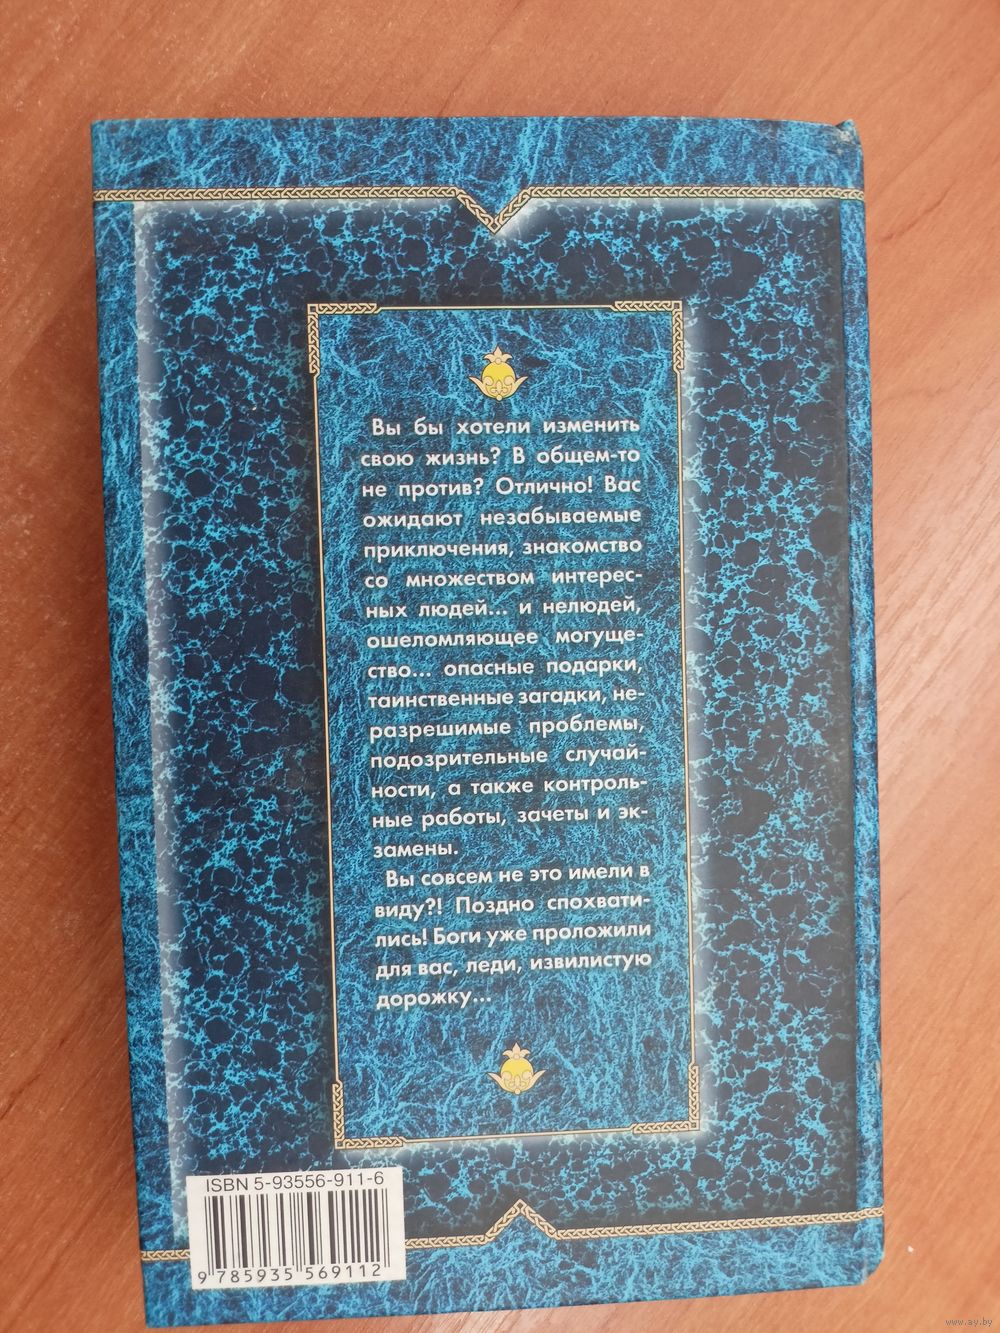 Вы бы хотели изменить
свою жизнь? В общем-то
не против? Отлично! Вас
ожидают незабываемые
приключения, знакомство
со множеством интерес-
ных людей... и нелюдей,
ошеломляющее могуще-
ство... опасные подарки,
таинственные загадки, не-
разрешимые проблемы,
подозрительные случай-
ности, а также контроль-
ные работы, зачеты и эк-
замены.
Вы совсем не это имели в
виду?! Поздно спохвати-
лись! Боги уже проложили
для вас, леди, извилистую
дорожку...
ISBN 5-93556-911-6
9 785935 569112
www.ay.by